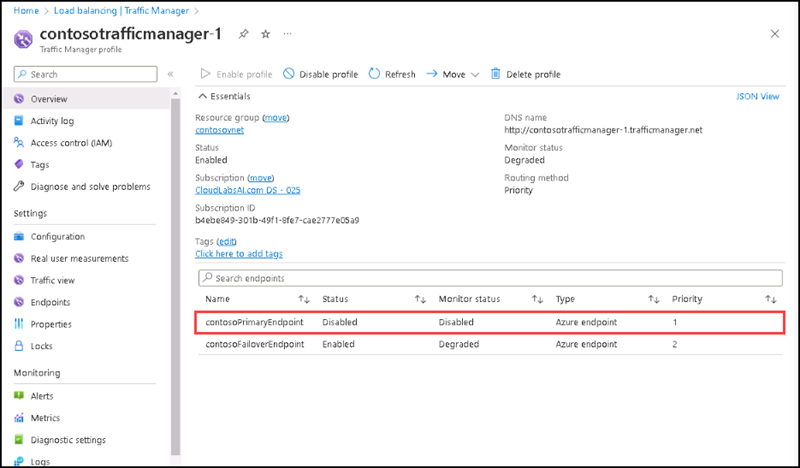 Home > Load balancing | Traffic Manager >
contosotrafficmanager-1
Traffic Manager profile
Search
Enable profile Disable profile Refresh Move Delete profile
Overview
Activity log
Access control (IAM)
Tags
Diagnose and solve problems
Settings
Configuration
Real user measurements
Traffic view
Endpoints
Properties
Locks
Monitoring
Alerts
Metrics
Diagnostic settings
Logs
Essentials JSON View
Resource group (move)
contosovnet
Status
Enabled
Subscription (move)
CloudLabsAI.com DS - 025
Subscription ID
b4ebe849-301b-49f1-8fe7-cae2777e05a9
DNS name
http://contosotrafficmanager-1.trafficmanager.net
Monitor status
Degraded
Routing method
Priority
Tags (edit)
Click here to add tags
Search endpoints
Name Status Monitor status Type Priority
contosoPrimaryEndpoint Disabled Disabled Azure endpoint 1
contosoFailoverEndpoint Enabled Degraded Azure endpoint 2